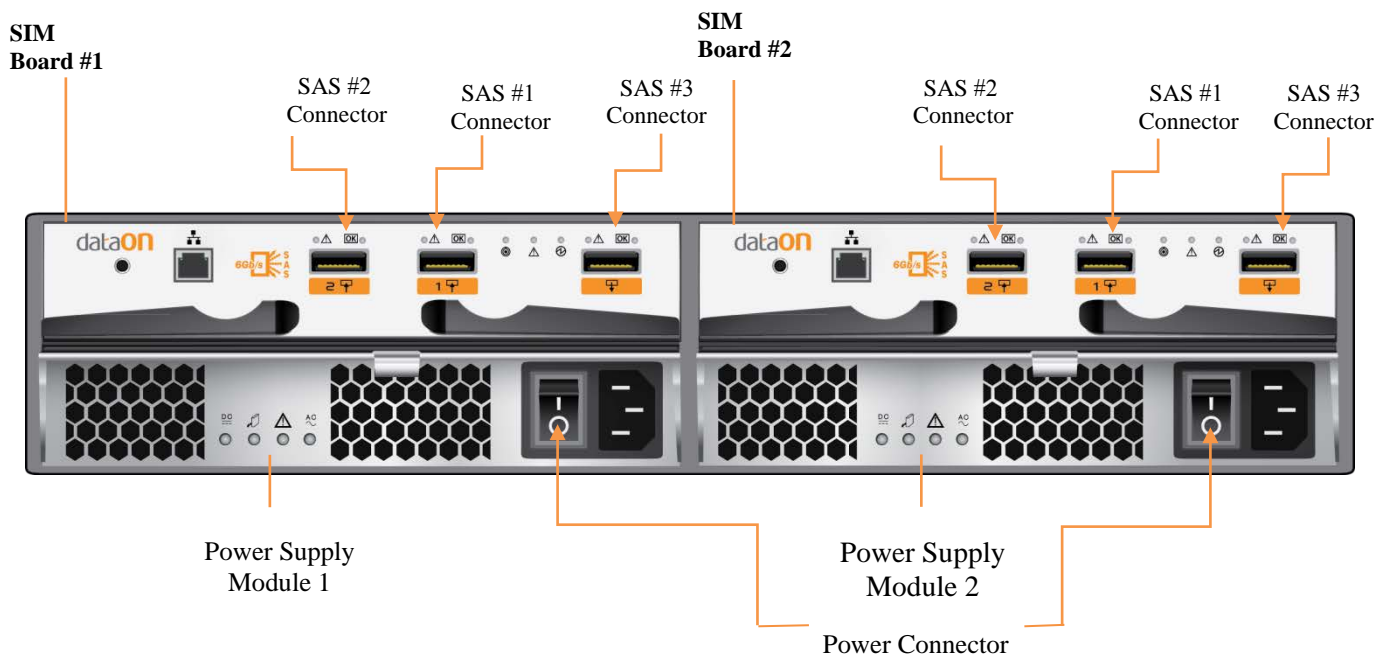 SIM
Board #1
SIM
Board #2
SAS #2
Connector
SAS #1
Connector
SAS #3
Connector
SAS #2
Connector
SAS #1
Connector
SAS #3
Connector
dataON
6Gb/s
SAS
OK
OK
OK
2
1
dataON
6Gb/s
SAS
OK
OK
OK
2
1
DC
AC
DC
AC
Power Supply
Module 1
Power Supply
Module 2
Power Connector